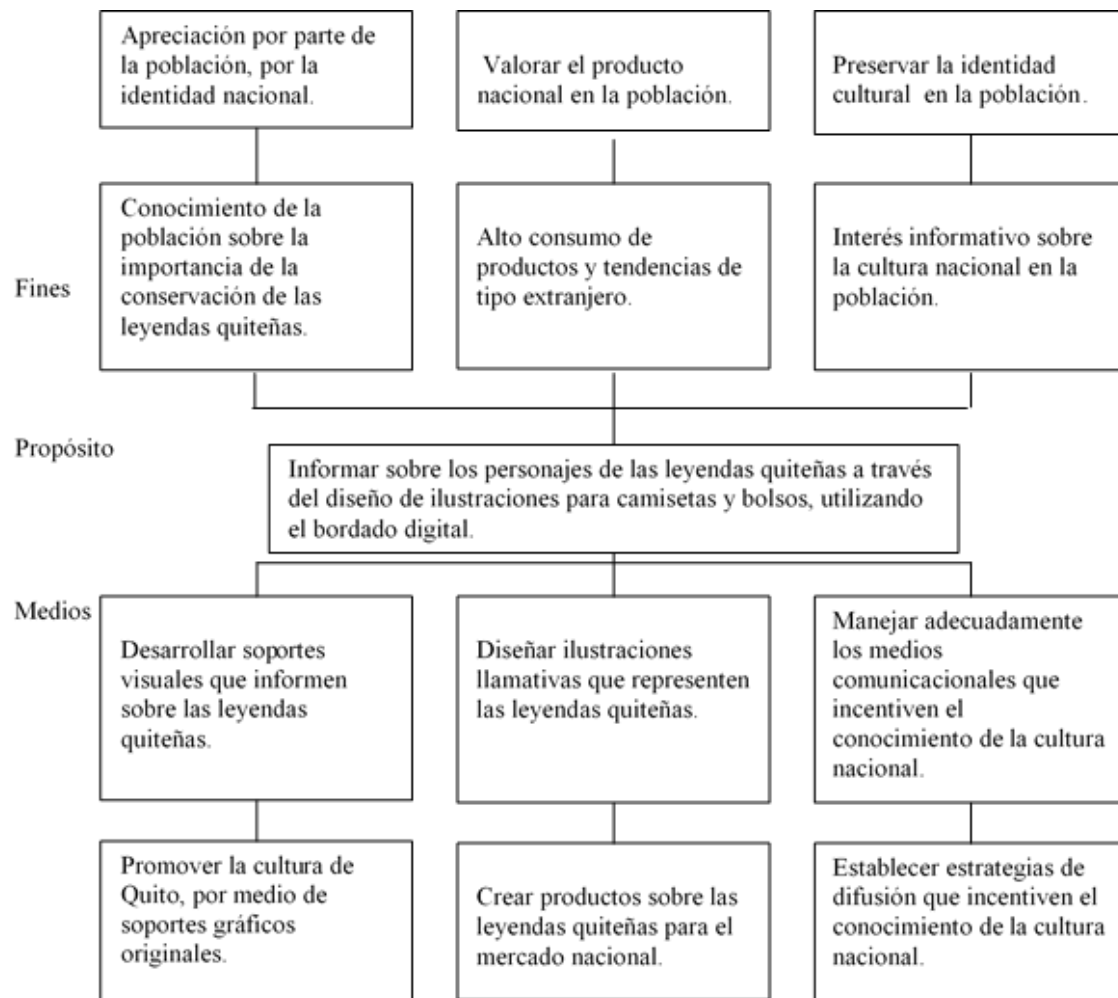 Apreciación por parte de
la población, por la
identidad nacional.
Valorar el producto
nacional en la población.
Preservar la identidad
cultural en la población.
Fines
Conocimiento de la
población sobre la
importancia de la
conservación de las
leyendas quiteñas.
Alto consumo de
productos y tendencias de
tipo extranjero.
Interés informativo sobre
la cultura nacional en la
población.
Propósito
Informar sobre los personajes de las leyendas quiteñas a través
del diseño de ilustraciones para camisetas y bolsos, utilizando
el bordado digital.
Medios
Desarrollar soportes
visuales que informen
sobre las leyendas
quiteñas.
Diseñar ilustraciones
llamativas que representen
las leyendas quiteñas.
Manejar adecuadamente
los medios
comunicacionales que
incentiven el
conocimiento de la cultura
nacional.
Promover la cultura de
Quito, por medio de
soportes gráficos
originales.
Crear productos sobre las
leyendas quiteñas para el
mercado nacional.
Establecer estrategias de
difusión que incentiven el
conocimiento de la cultura
nacional.